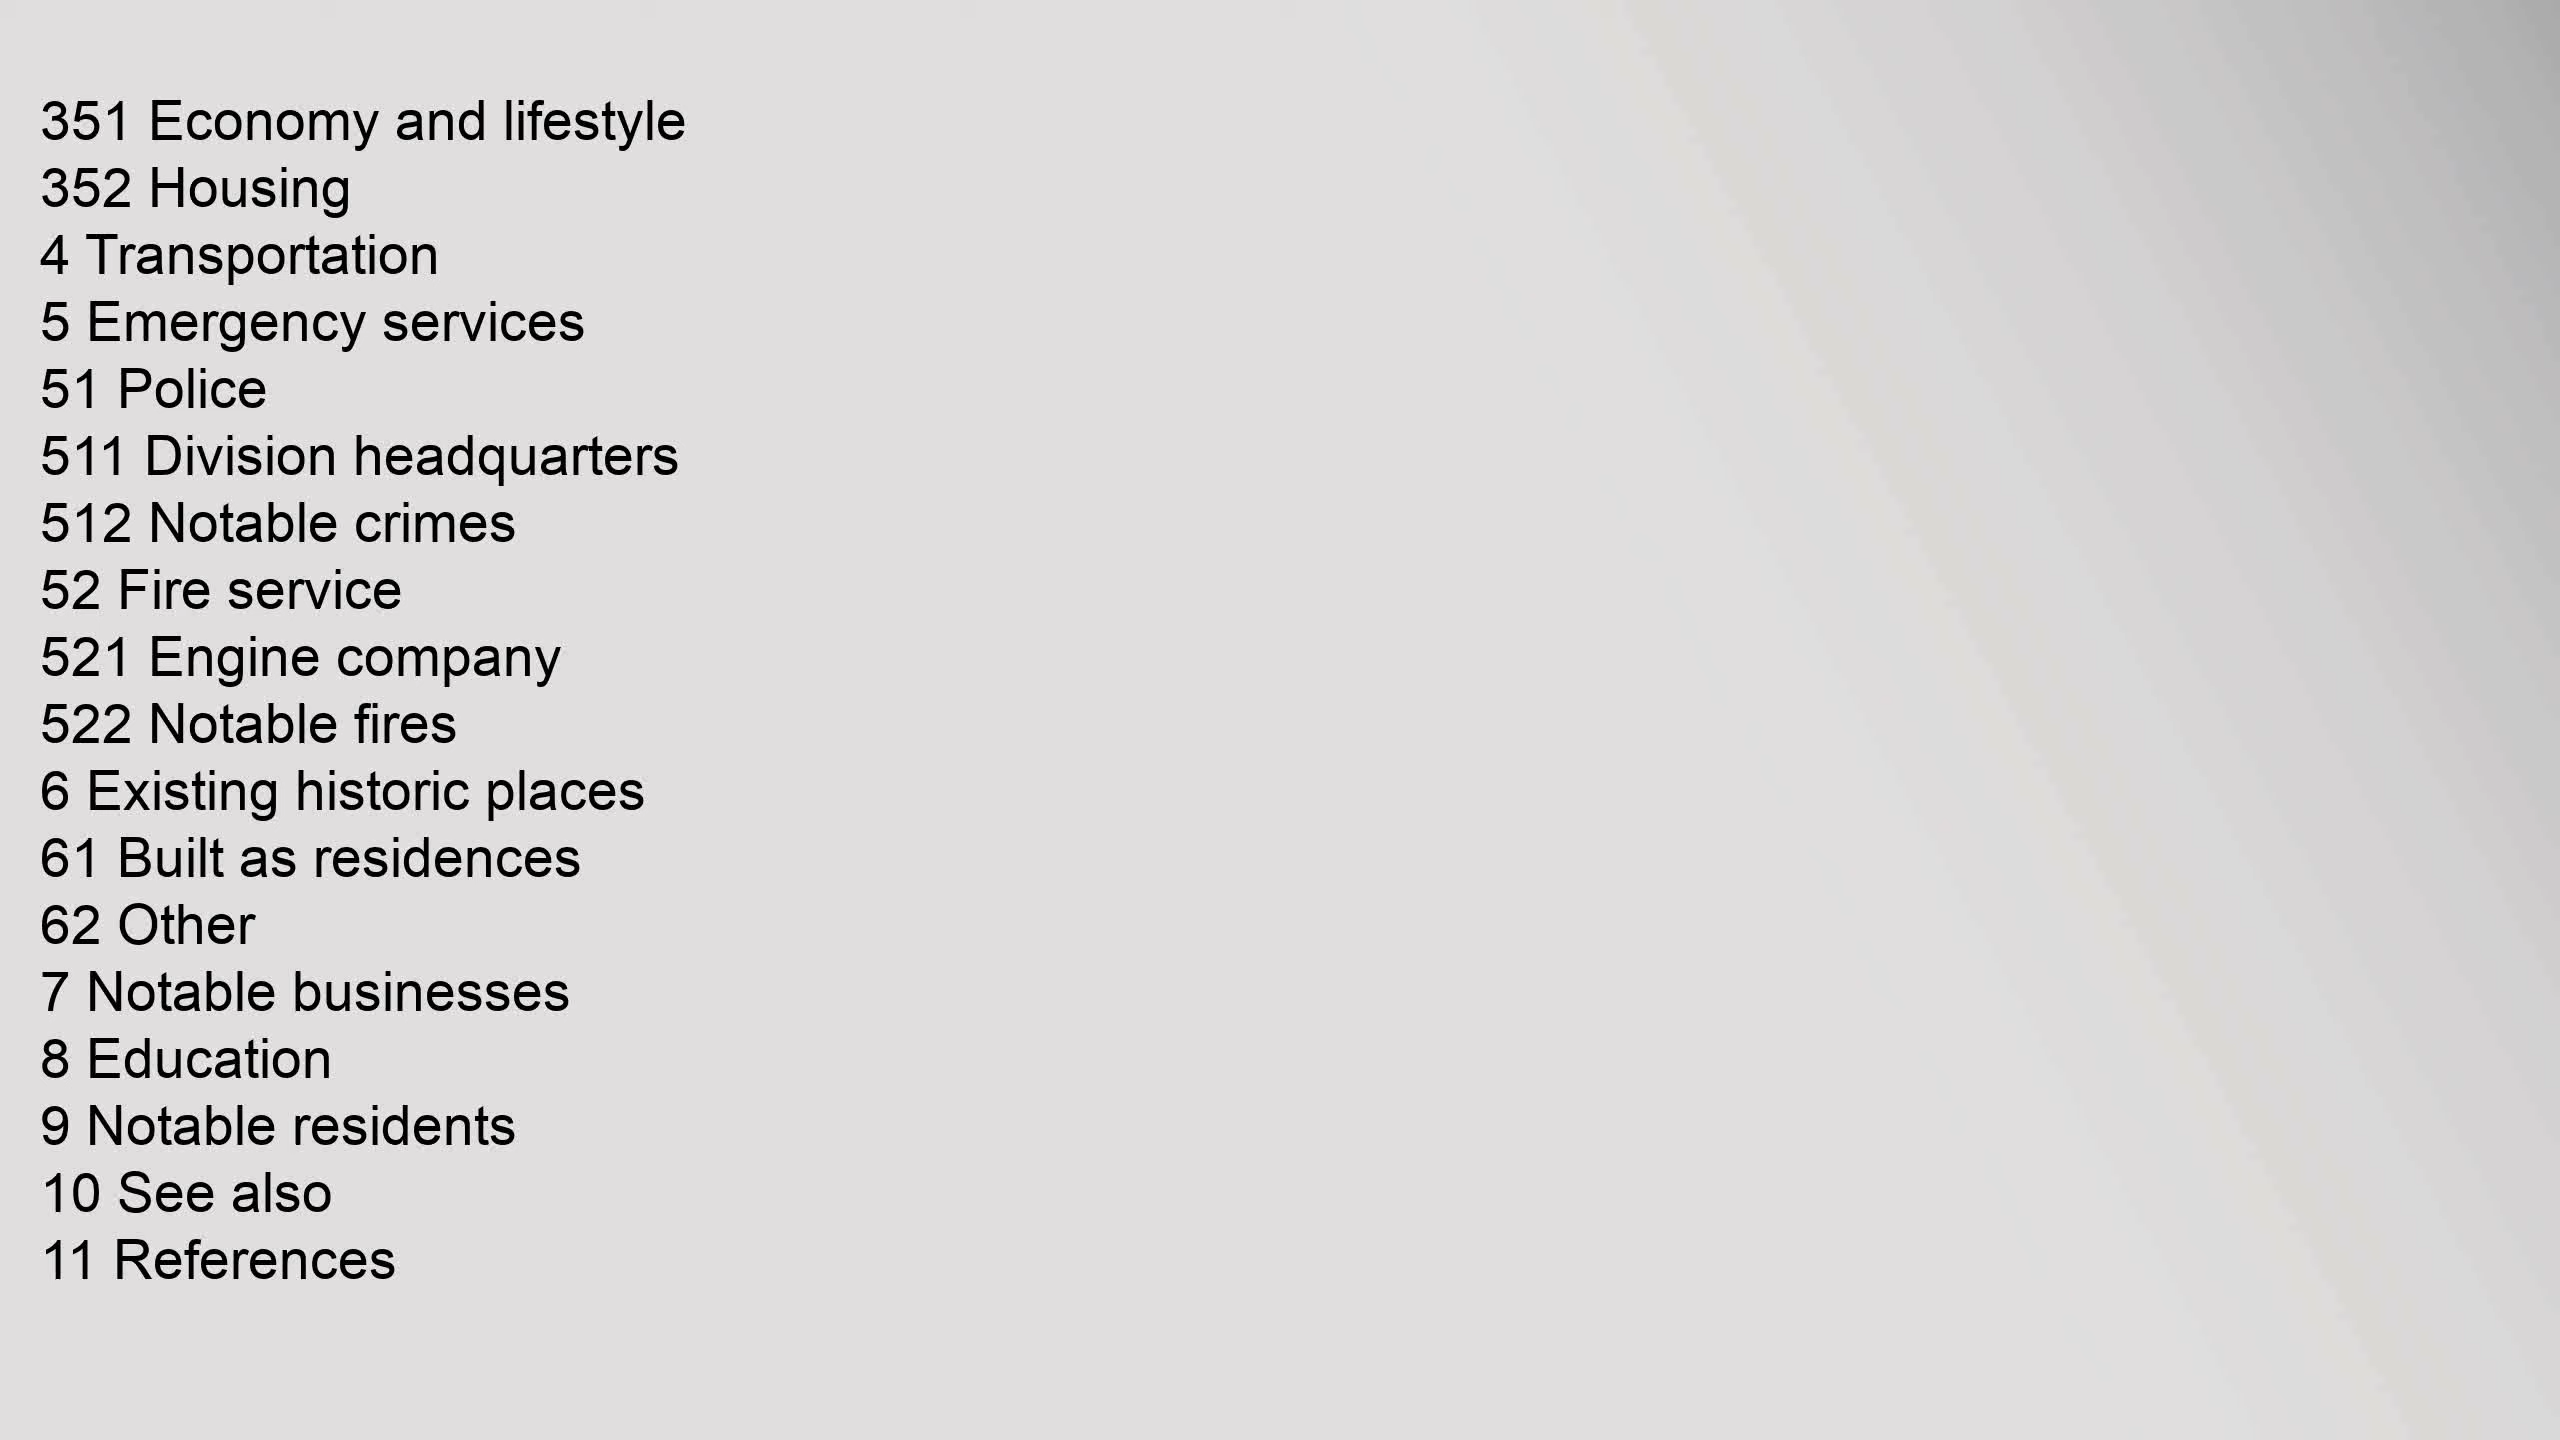 351 Economy and lifestyle
352 Housing
4 Transportation
5 Emergency services
51 Police
511 Division headquarters
512 Notable crimes
52 Fire service
521 Engine company
522 Notable fires
6 Existing historic places
61 Built as residences
62 Other
7 Notable businesses
8 Education
9 Notable residents
10 See also
11 References